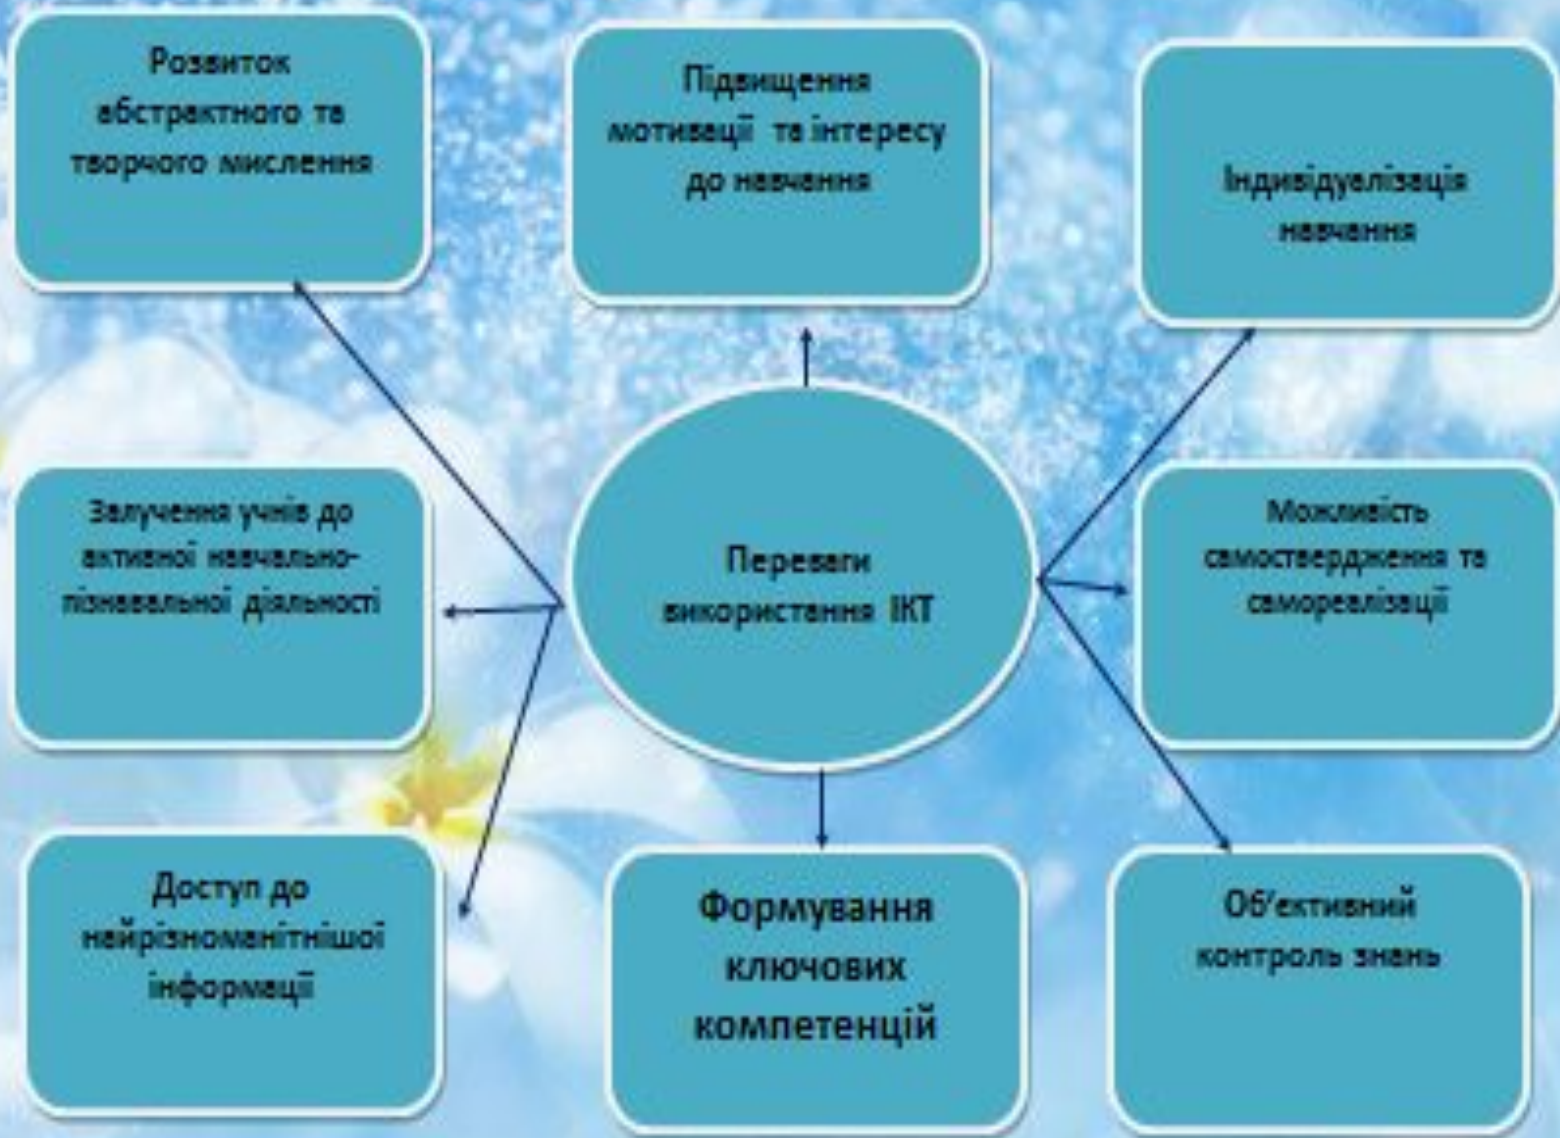 Розвиток
абстрактного та
творчого мислення
Підвищення
мотивації та інтересу
до навчання
Індивідуалізація
навчання
Залучення учнів до
активної навчально-
пізнавальної діяльності
Переваги
використання ІКТ
Можливість
самоствердження та
самореалізації
Доступ до
найрізноманітнішої
інформації
Формування
ключових
компетенцій
Об’єктивний
контроль знань